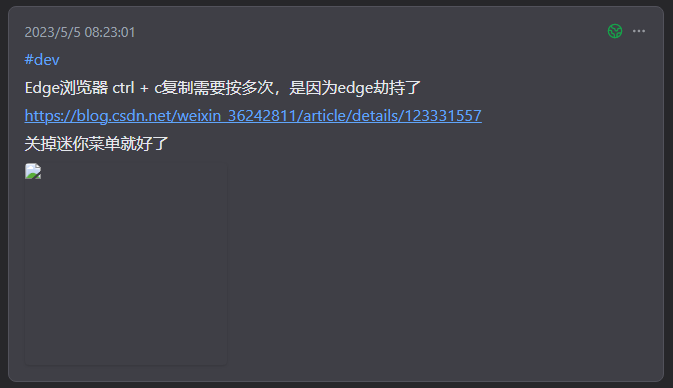 2023/5/5 08:23:01
#dev
Edge浏览器 ctrl + c复制需要按多次，是因为edge劫持了
https://blog.csdn.net/weixin_36242811/article/details/123331557
关掉迷你菜单就好了